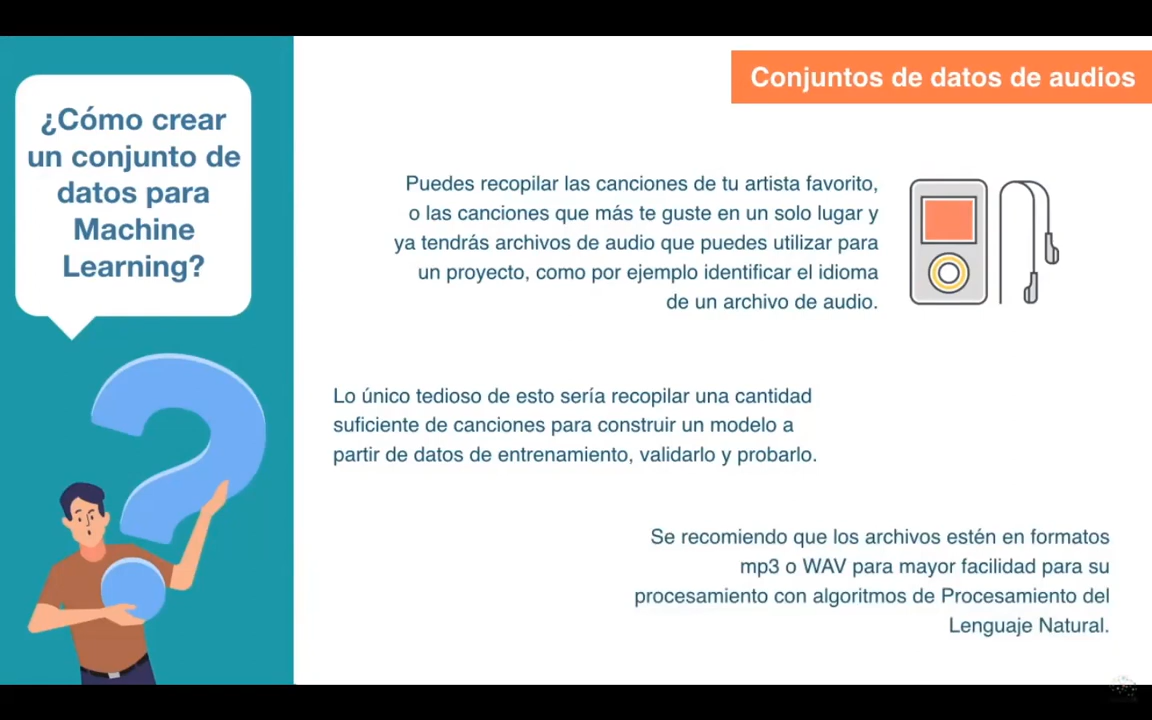 ¿Cómo crear
un conjunto de
datos para
Machine
Learning?
Conjuntos de datos de audios
Puedes recopilar las canciones de tu artista favorito,
o las canciones que más te guste en un solo lugar y
ya tendrás archivos de audio que puedes utilizar para
un proyecto, como por ejemplo identificar el idioma
de un archivo de audio.
Lo único tedioso de esto sería recopilar una cantidad
suficiente de canciones para construir un modelo a
partir de datos de entrenamiento, validarlo y probarlo.
Se recomiendo que los archivos estén en formatos
mp3 o WAV para mayor facilidad para su
procesamiento con algoritmos de Procesamiento del
Lenguaje Natural.